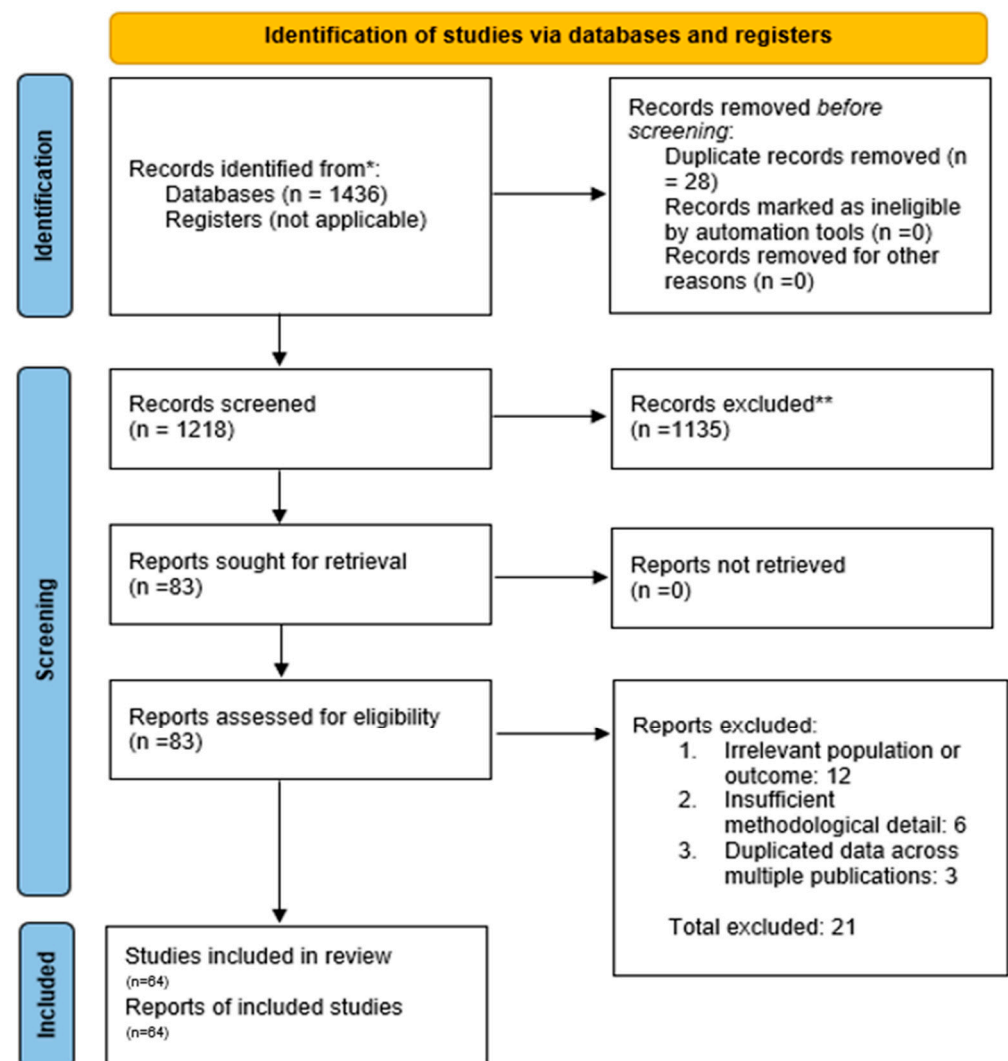 Identification of studies via databases and registers
Identification
Records identified from*:
Databases (n = 1436)
Registers (not applicable)
Records removed before
screening:
Duplicate records removed (n
= 28)
Records marked as ineligible
by automation tools (n =0)
Records removed for other
reasons (n =0)
Screening
Records screened
(n = 1218)
Records excluded**
(n =1135)
Reports sought for retrieval
(n =83)
Reports not retrieved
(n =0)
Reports assessed for eligibility
(n =83)
Reports excluded:
1. Irrelevant population or
outcome: 12
2. Insufficient
methodological detail: 6
3. Duplicated data across
multiple publications: 3
Total excluded: 21
Included
Studies included in review
(n=64)
Reports of included studies
(n=64)